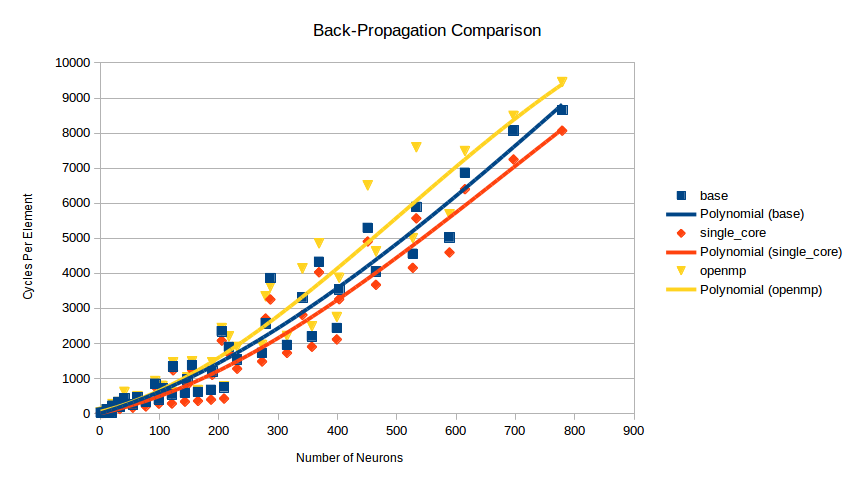 Back-Propagation Comparison
10000
9000
8000
7000
6000
5000
4000
3000
2000
1000
0
Cycles Per Element
0 100 200 300 400 500 600 700 800 900
Number of Neurons
base
Polynomial (base)
single_core
Polynomial (single_core)
openmp
Polynomial (openmp)